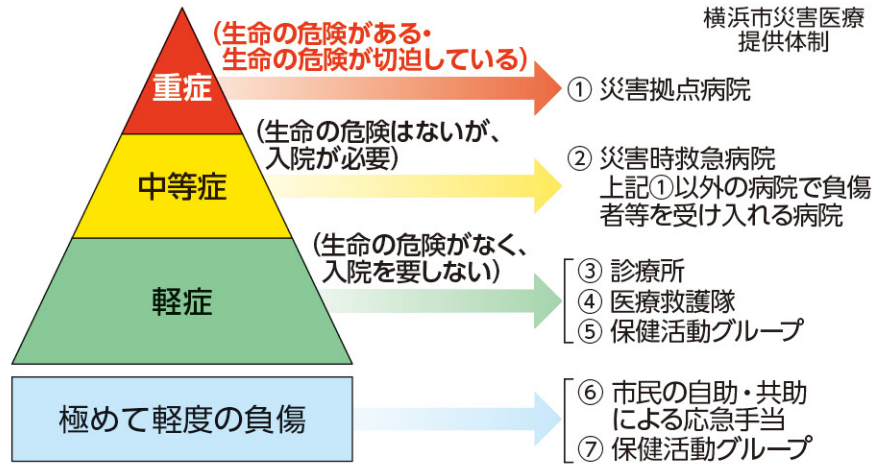 横浜市災害医療
提供体制
重症
(生命の危険がある・
生命の危険が切迫している)
① 災害拠点病院
中等症
(生命の危険はないが、
入院が必要)
② 災害時救急病院
上記①以外の病院で負傷
者等を受け入れる病院
軽症
(生命の危険がなく、
入院を要しない)
③ 診療所
④ 医療救護隊
⑤ 保健活動グループ
極めて軽度の負傷
⑥ 市民の自助・共助
による応急手当
⑦ 保健活動グループ